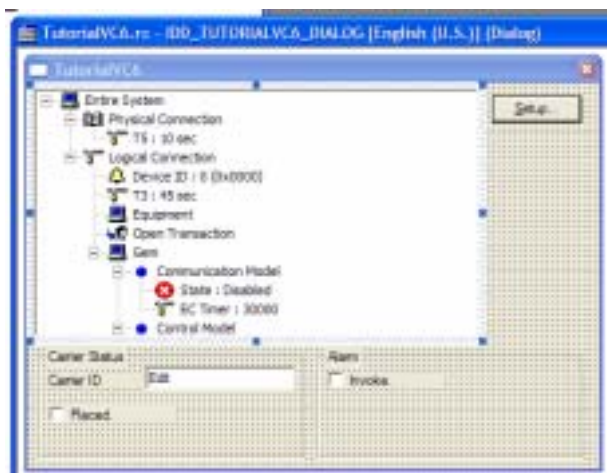 TutorialVC6.rc - IDD_TUTORIALVC6_DIALOG [English (U.S.)] (Dialog)
TutorialVC6
Entire System
Setup...
Physical Connection
T5 : 10 sec
Logical Connection
Device ID : 0 (0x0000)
T3 : 45 sec
Equipment
Open Transaction
Gem
Communication Model
State : Disabled
EC Timer : 30000
Control Model
Carrier Status
Alarm
Carrier ID
Edit
Invoke
Placed